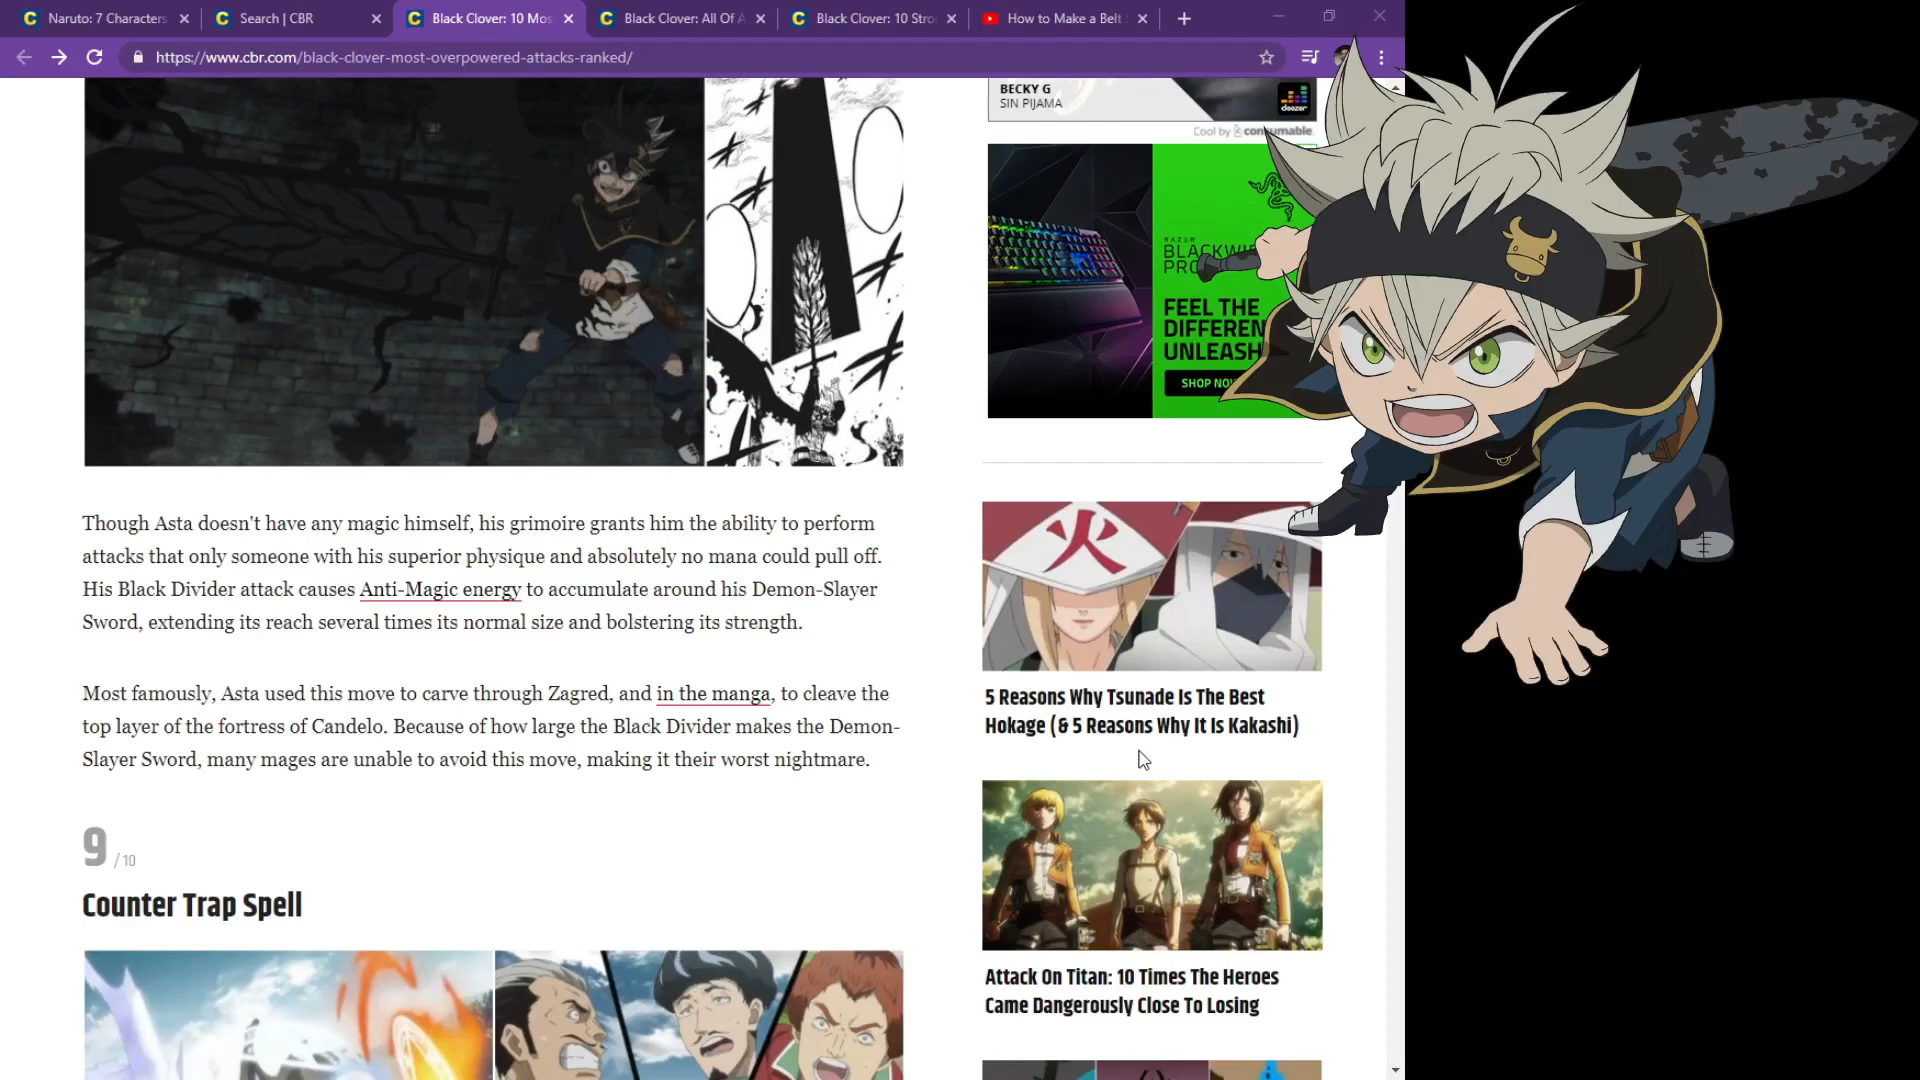 Naruto: 7 Characters
Search | CBR
Black Clover: 10 Mos
Black Clover: All Of A
Black Clover: 10 Stro
How to Make a Belt
https://www.cbr.com/black-clover-most-overpowered-attacks-ranked/
BECKY G
SIN PIJAMA
deezer
Cool by consumable
RAZER
BLACKWI
PRO
FEEL THE
DIFFEREN
UNLEASH
SHOP NO
Though Asta doesn't have any magic himself, his grimoire grants him the ability to perform
attacks that only someone with his superior physique and absolutely no mana could pull off.
His Black Divider attack causes Anti-Magic energy to accumulate around his Demon-Slayer
Sword, extending its reach several times its normal size and bolstering its strength.
Most famously, Asta used this move to carve through Zagred, and in the manga, to cleave the
top layer of the fortress of Candelo. Because of how large the Black Divider makes the Demon-
Slayer Sword, many mages are unable to avoid this move, making it their worst nightmare.
9 / 10
Counter Trap Spell
火
5 Reasons Why Tsunade Is The Best
Hokage (& 5 Reasons Why It Is Kakashi)
Attack On Titan: 10 Times The Heroes
Came Dangerously Close To Losing